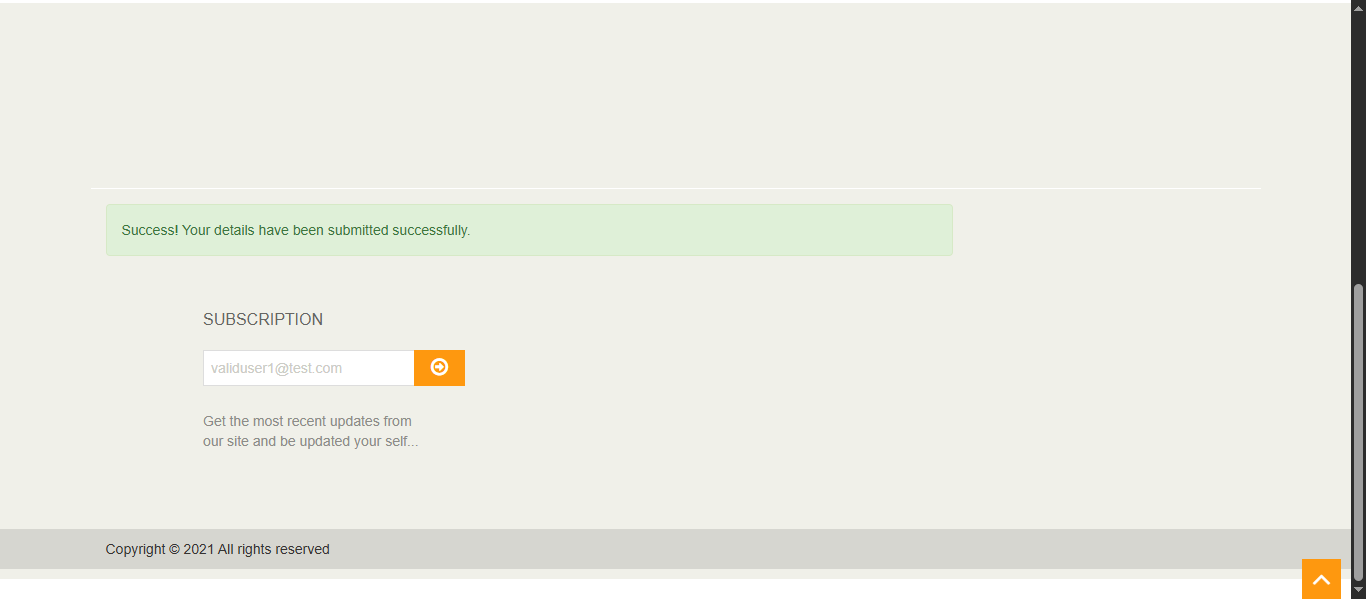 Success! Your details have been submitted successfully.
SUBSCRIPTION
validuser1@test.com
Get the most recent updates from
our site and be updated your self...
Copyright © 2021 All rights reserved